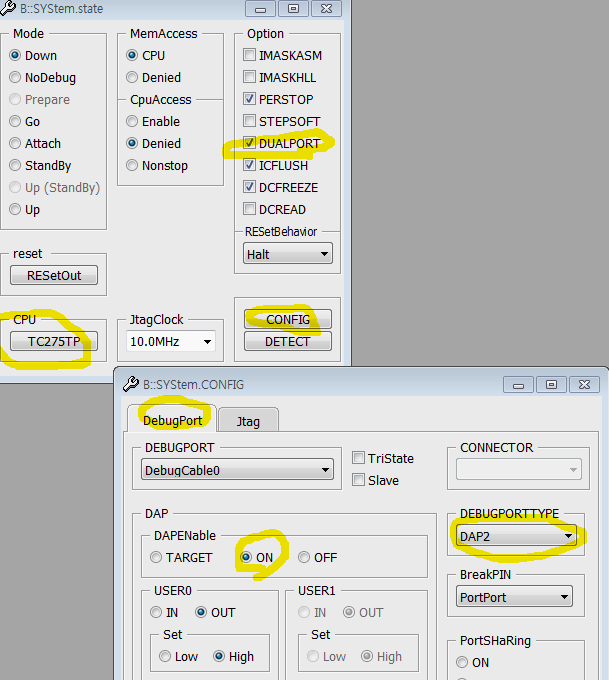 B::SYStem.state
Mode
Down
NoDebug
Prepare
Go
Attach
StandBy
Up (StandBy)
Up
MemAccess
CPU
Denied
CpuAccess
Enable
Denied
Nonstop
Option
IMASKASM
IMASKHLL
PERSTOP
STEPSOFT
DUALPORT
ICFLUSH
DCFREEZE
DCREAD
RESetBehavior
Halt
reset
RESetOut
CPU
TC275TP
JtagClock
10.0MHz
CONFIG
DETECT
B::SYStem.CONFIG
DebugPort
Jtag
DEBUGPORT
DebugCable0
TriState
Slave
CONNECTOR
DAP
DAPENable
TARGET
ON
OFF
DEBUGPORTTYPE
DAP2
BreakPIN
PortPort
USER0
IN
OUT
Set
Low
High
USER1
IN
OUT
Set
Low
High
PortSHaRing
ON